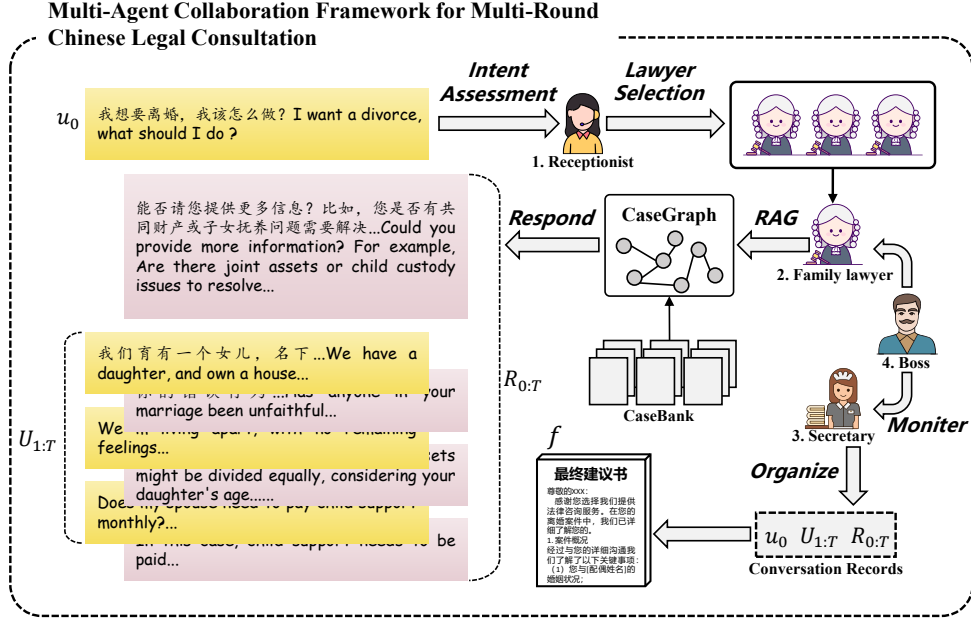 Multi-Agent Collaboration Framework for Multi-Round
Chinese Legal Consultation
u0
我想要离婚，我该怎么做？I want a divorce,
what should I do ?
Intent
Assessment
1. Receptionist
Lawyer
Selection
能否请您提供更多信息？比如，您是否有共
同财产或子女抚养问题需要解决...Could you
provide more information? For example,
Are there joint assets or child custody
issues to resolve...
Respond
CaseGraph
RAG
2. Family lawyer
4. Boss
CaseBank
3. Secretary
Moniter
Organize
U1:T
R0:T
我们育有一个女儿，名下...We have a
daughter, and own a house...
your
marriage been unfaithful...
We
feelings...
might be divided equally, considering your
daughter's age......
Does my spouse need to pay child support
monthly?...
be
paid...
f
最终建议书
尊敬的XXX：
感谢您选择我们提供
法律咨询服务。在您的
离婚案件中，我们已详
细了解您的。
1.案件概况
经过与您的详细沟通我
们了解了以下关键事项：
（1）您与[配偶姓名]的
婚姻状况；
u0 U1:T R0:T
Conversation Records